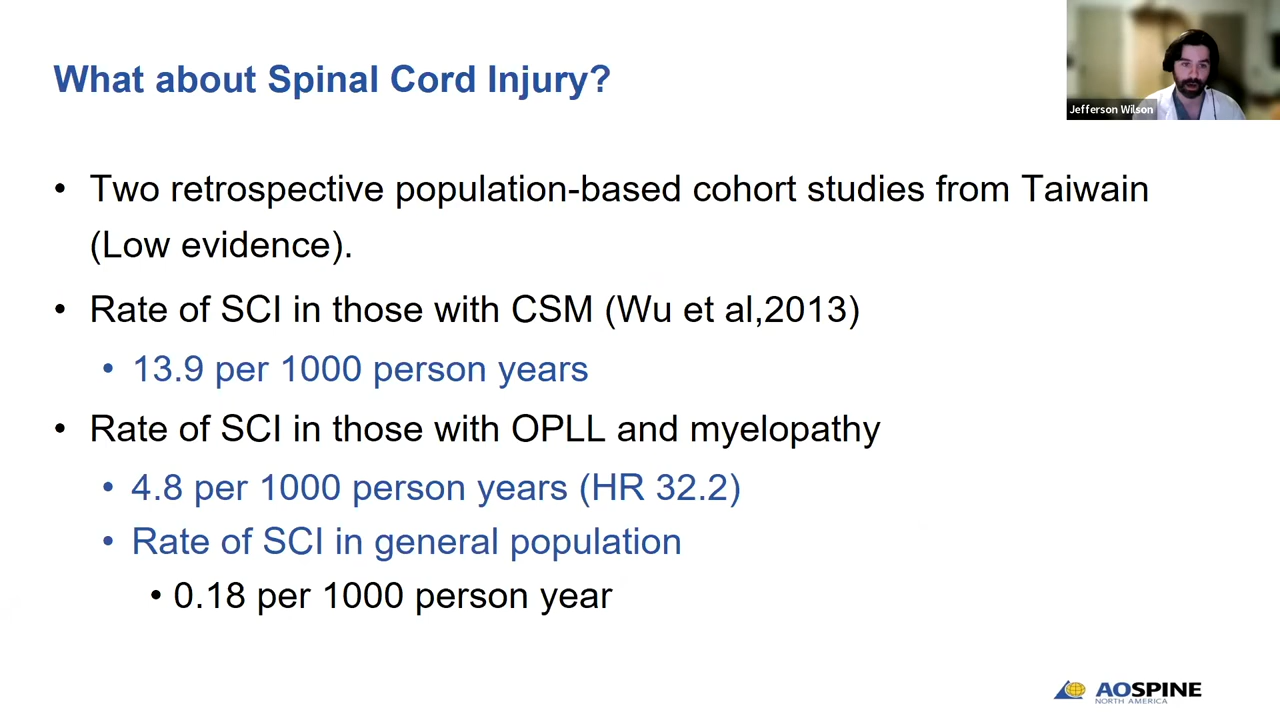 What about Spinal Cord Injury?
Jefferson Wilson
• Two retrospective population-based cohort studies from Taiwain
(Low evidence).
• Rate of SCI in those with CSM (Wu et al,2013)
• 13.9 per 1000 person years
• Rate of SCI in those with OPLL and myelopathy
• 4.8 per 1000 person years (HR 32.2)
• Rate of SCI in general population
• 0.18 per 1000 person year
AOSPINE
NORTH AMERICA